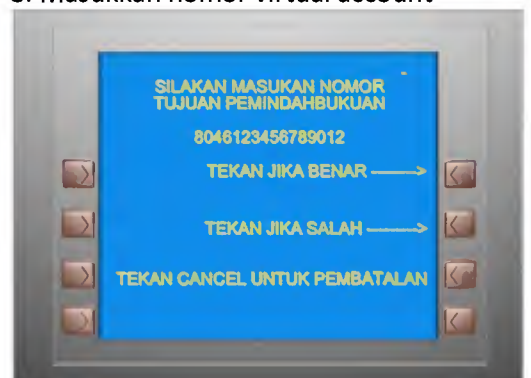 SILAKAN MASUKAN NOMOR
TUJUAN PEMINDAHBUKUAN
8046123456789012
TEKAN JIKA BENAR
TEKAN JIKA SALAH
TEKAN CANCEL UNTUK PEMBATALAN